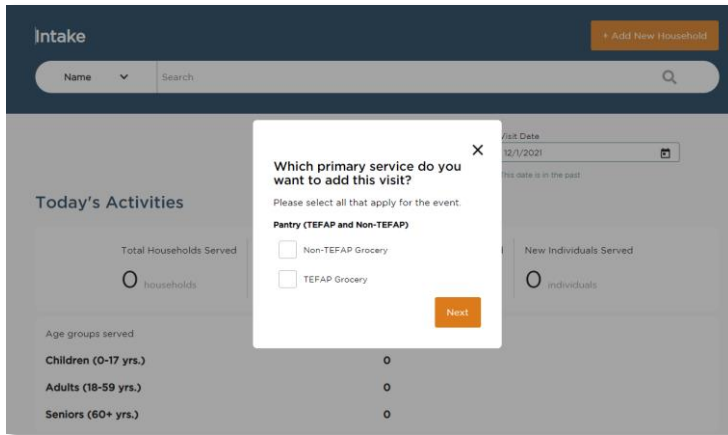 Intake
+ Add New Household
Name
Search
Visit Date
12/1/2021
This date is in the past
Which primary service do you
want to add this visit?
Please select all that apply for the event.
Pantry (TEFAP and Non-TEFAP)
Non-TEFAP Grocery
TEFAP Grocery
Next
Today's Activities
Total Households Served
0 households
New Individuals Served
0 individuals
Age groups served
Children (0-17 yrs.) 0
Adults (18-59 yrs.) 0
Seniors (60+ yrs.) 0